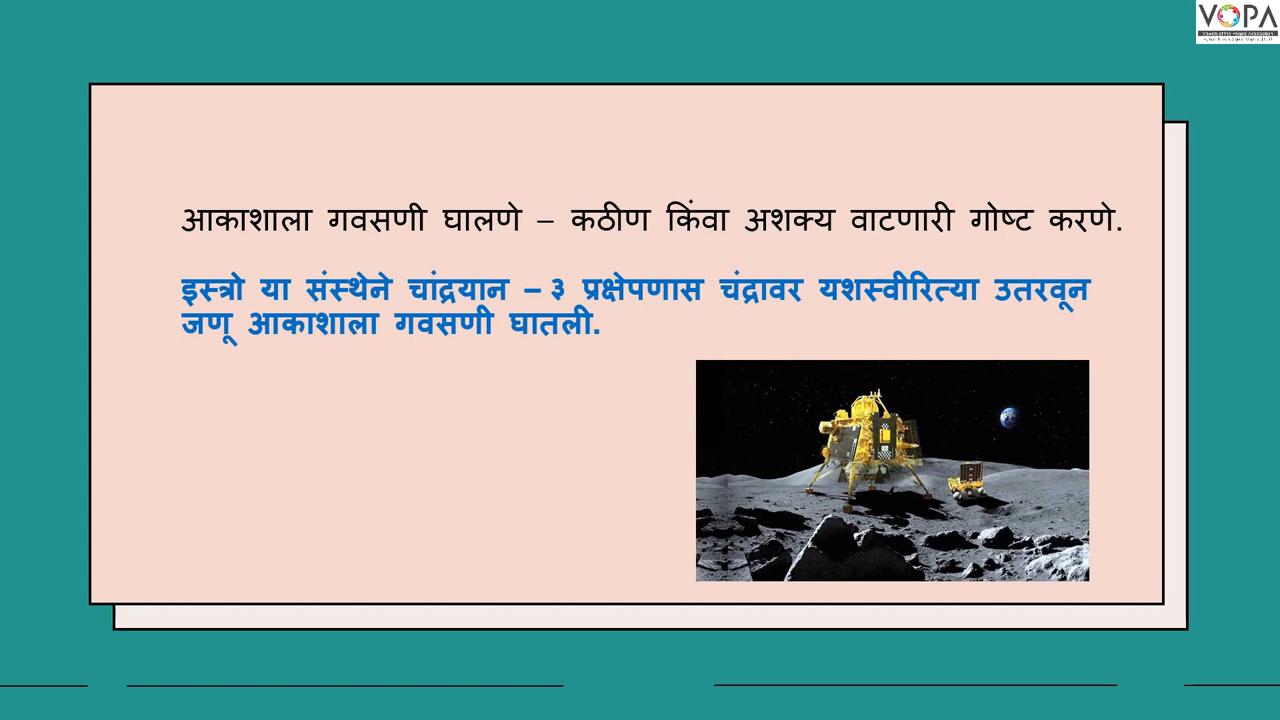 VOPA
आकाशाला गवसणी घालणे – कठीण किंवा अशक्य वाटणारी गोष्ट करणे.
इस्त्रो या संस्थेने चांद्रयान – ३ प्रक्षेपणास चंद्रावर यशस्वीरित्या उतरवून
जणू आकाशाला गवसणी घातली.